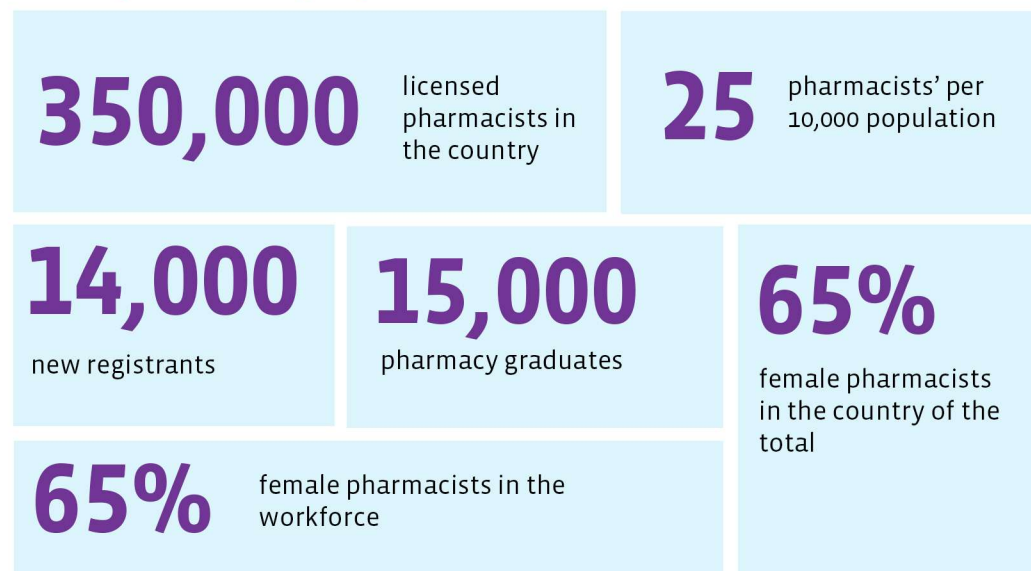 350,000
licensed
pharmacists in
the country
25
pharmacists’ per
10,000 population
14,000
new registrants
15,000
pharmacy graduates
65%
female pharmacists
in the country of the
total
65%
female pharmacists in the
workforce